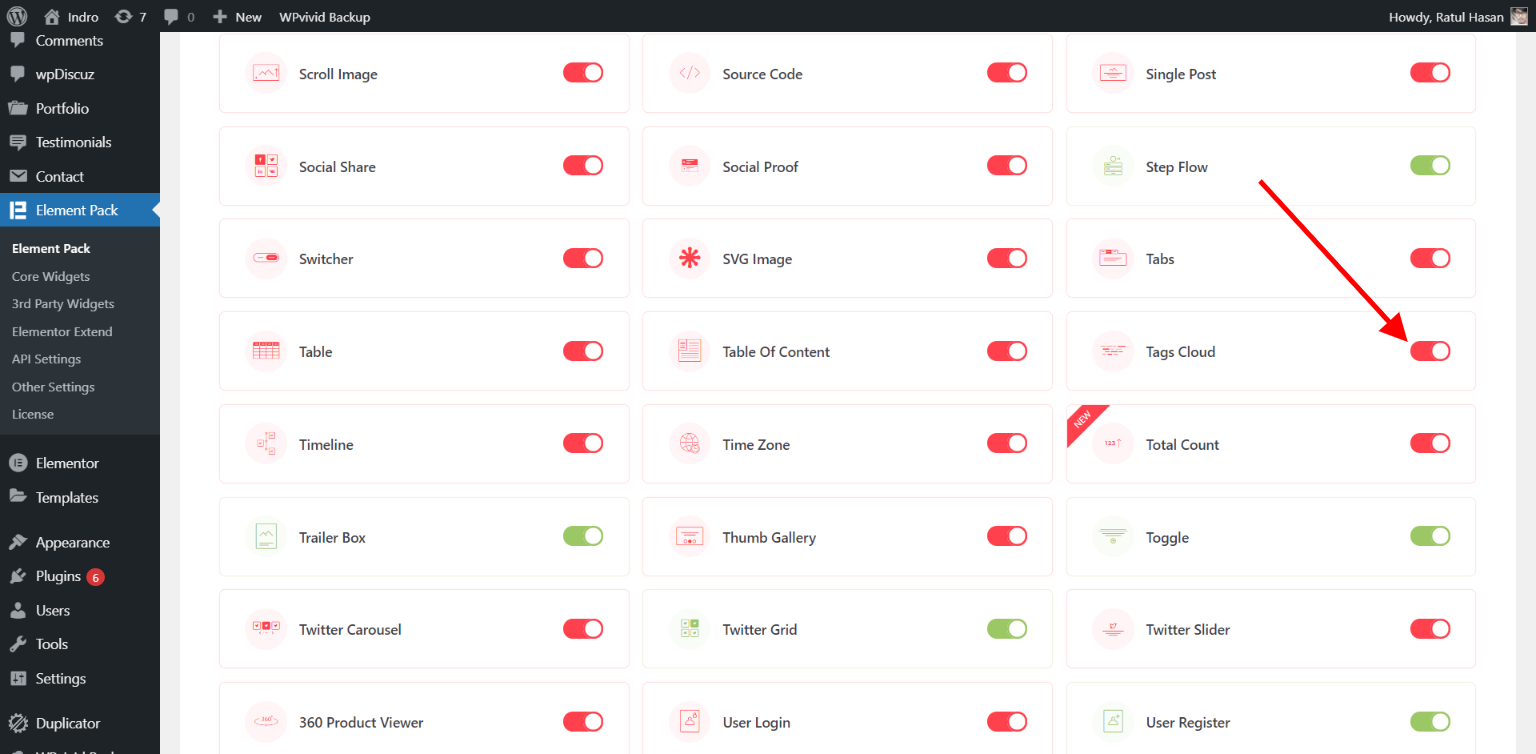 Indro 7 0 New WPvivid Backup Howdy, Ratul Hasan
Comments
wpDiscuz
Portfolio
Testimonials
Contact
Element Pack
Element Pack
Core Widgets
3rd Party Widgets
Elementor Extend
API Settings
Other Settings
License
Elementor
Templates
Appearance
Plugins 6
Users
Tools
Settings
Duplicator
Scroll Image Source Code Single Post
Social Share Social Proof Step Flow
Switcher SVG Image Tabs
Table Table Of Content Tags Cloud
NEW
Timeline Time Zone 123 Total Count
Trailer Box Thumb Gallery Toggle
Twitter Carousel Twitter Grid Twitter Slider
360° 360 Product Viewer User Login User Register